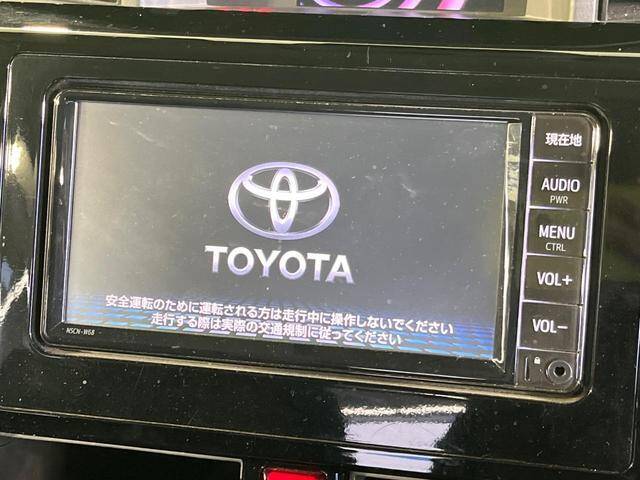 現在地
AUDIO
PWR
MENU
CTRL
VOL+
VOL−
TOYOTA
安全運転のために運転される方は走行中に操作しないでください
走行する際は実際の交通規制に従ってください
NSCN-W68